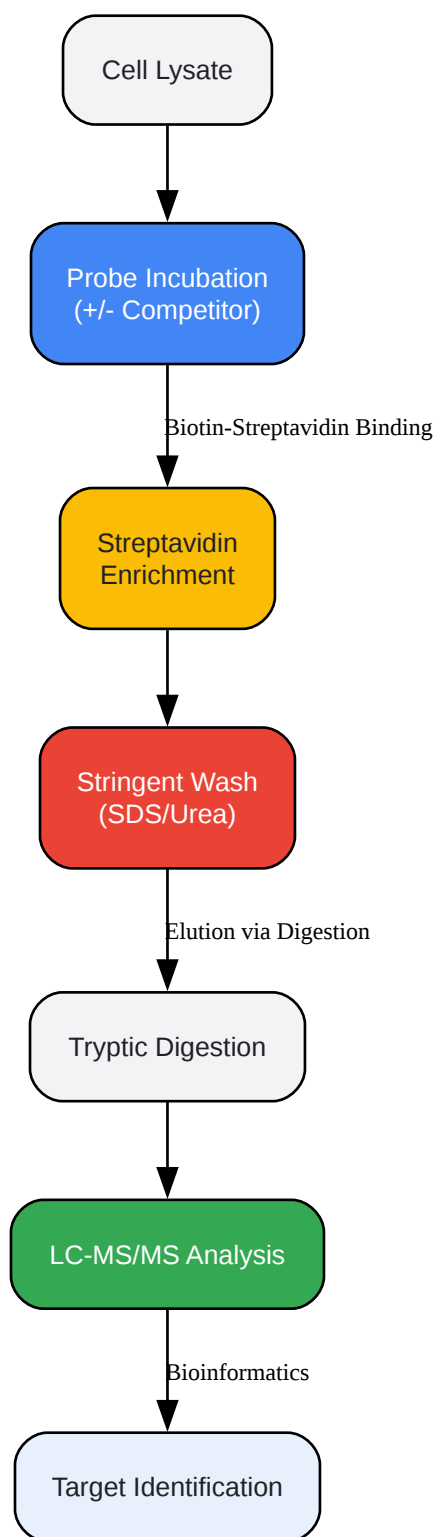 Cell Lysate
Probe Incubation
(+/- Competitor)
Biotin-Streptavidin Binding
Streptavidin
Enrichment
Stringent Wash
(SDS/Urea)
Elution via Digestion
Tryptic Digestion
LC-MS/MS Analysis
Bioinformatics
Target Identification